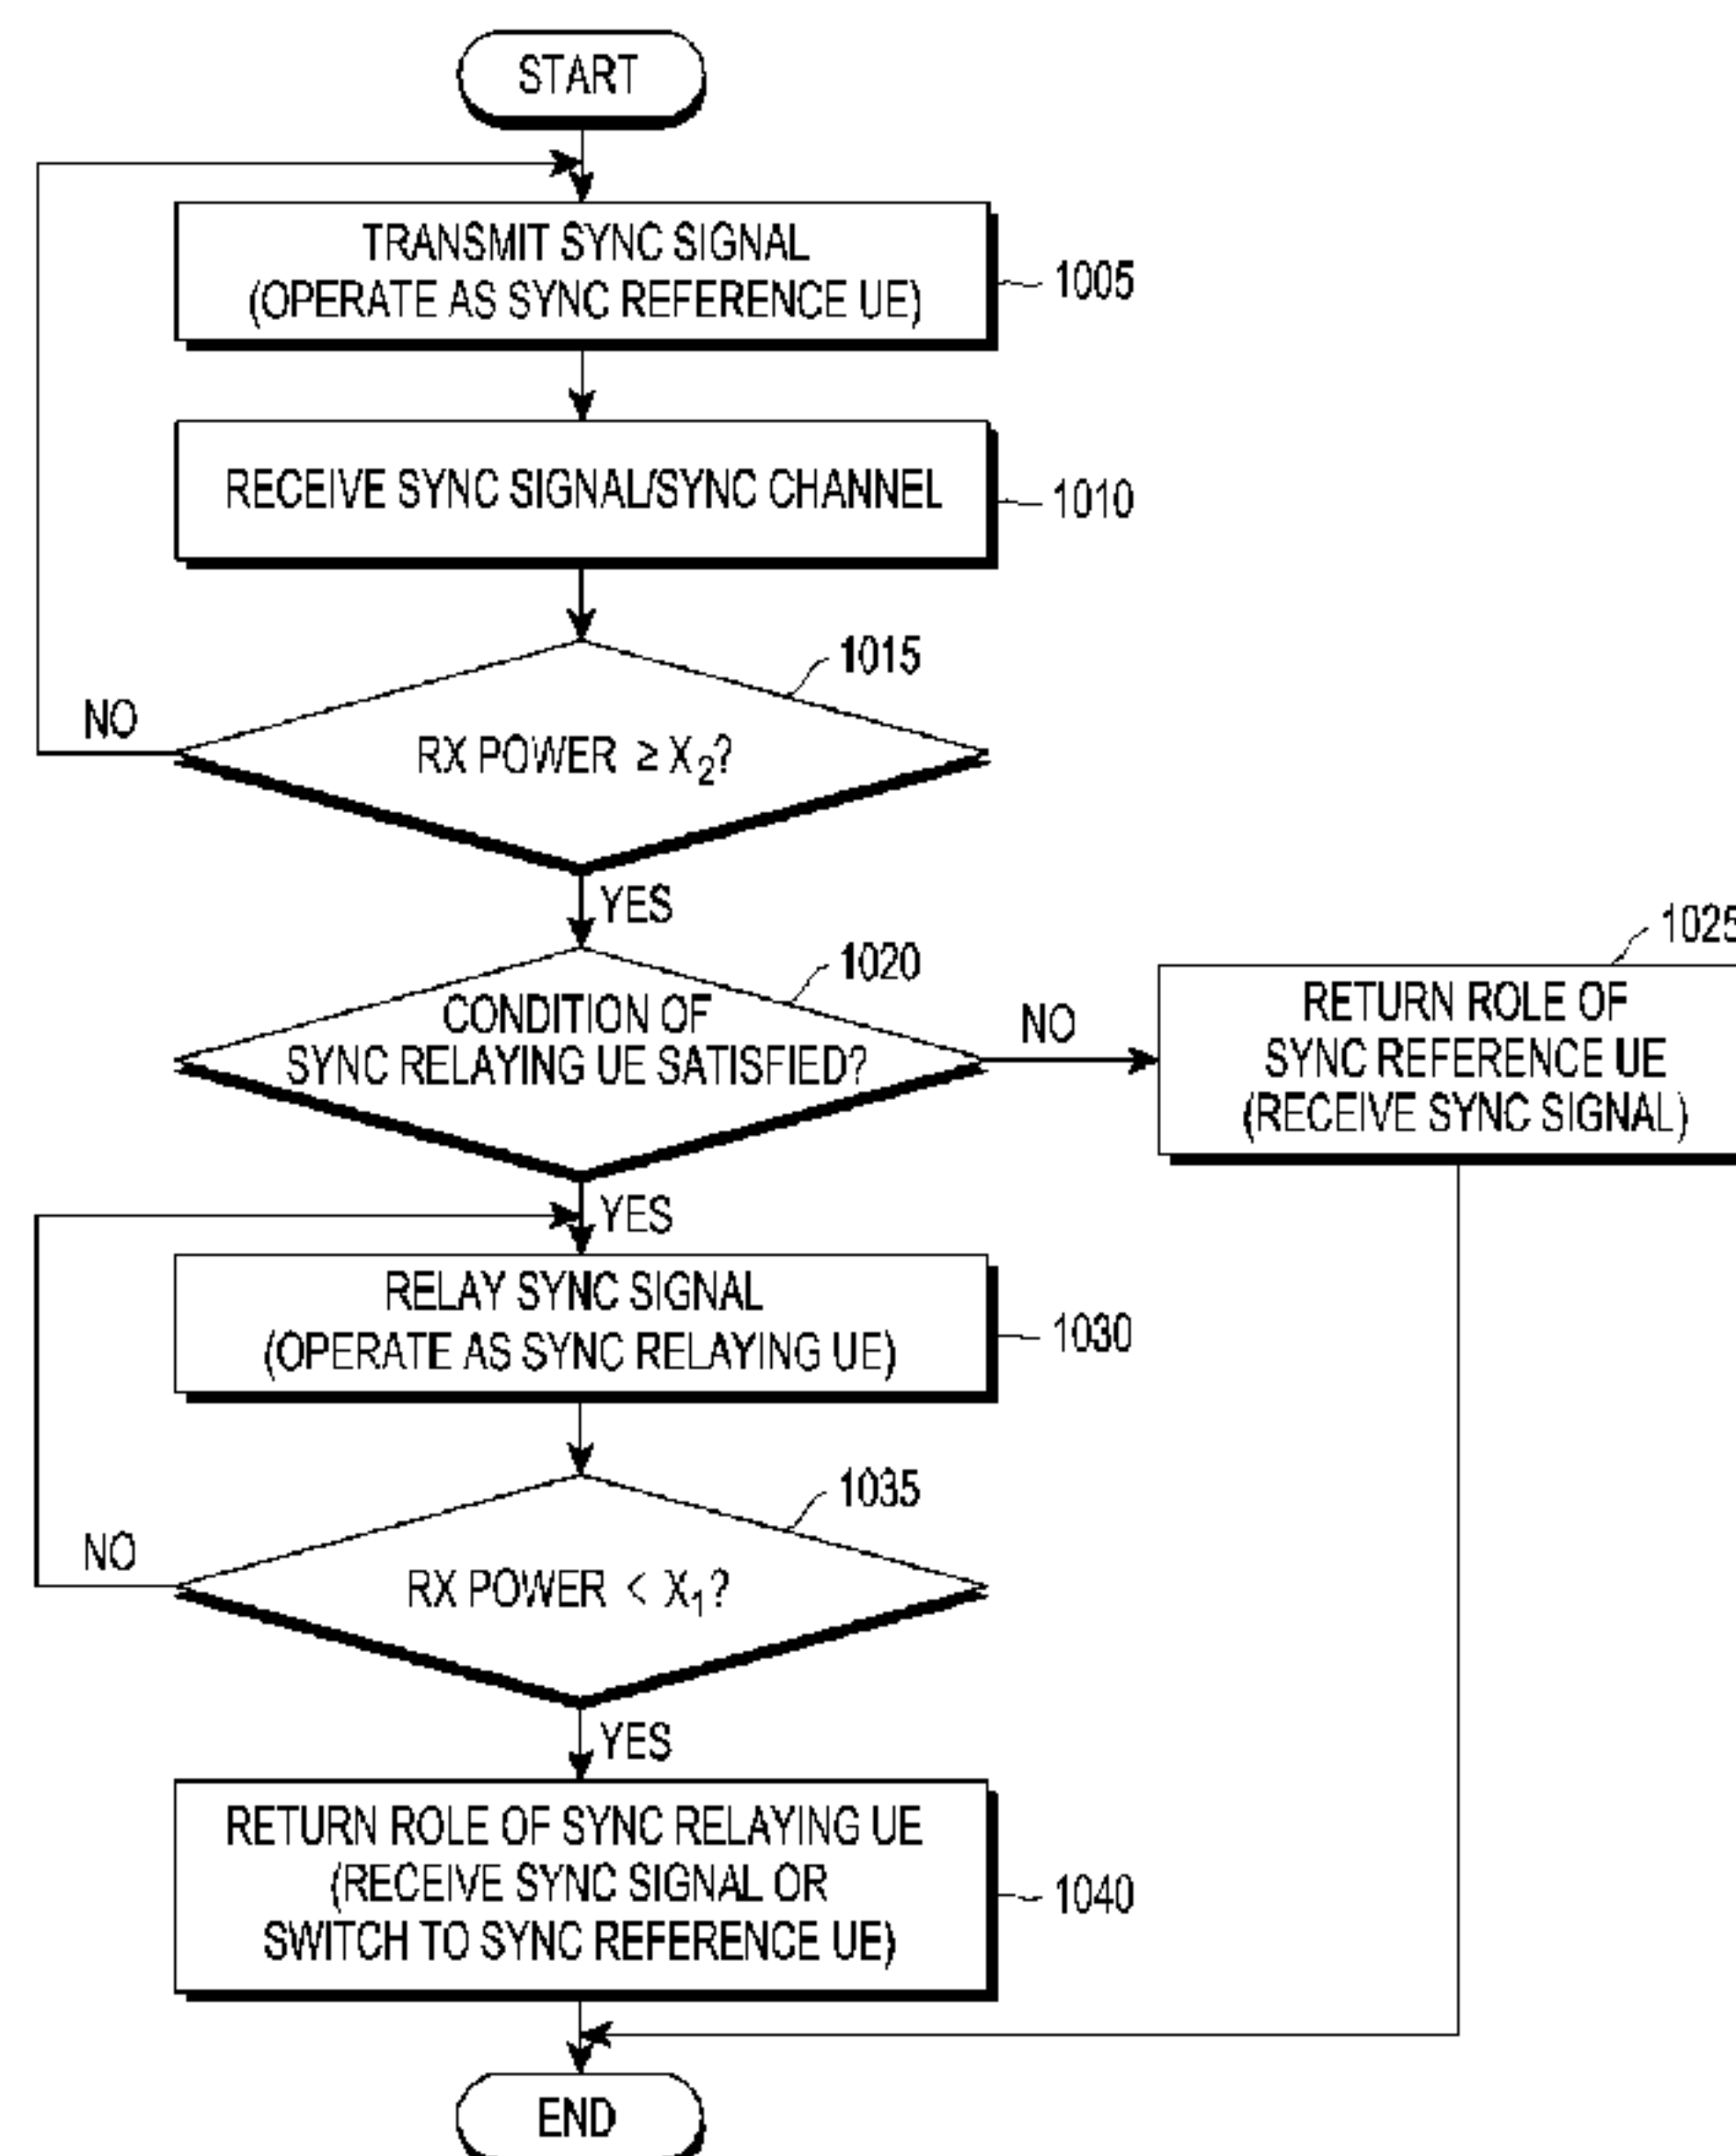 START
TRANSMIT SYNC SIGNAL
(OPERATE AS SYNC REFERENCE UE)
1005
RECEIVE SYNC SIGNAL/SYNC CHANNEL
1010
1015
NO
RX POWER ≥ X₂?
YES
1020
CONDITION OF
SYNC RELAYING UE SATISFIED?
NO
1025
RETURN ROLE OF
SYNC REFERENCE UE
(RECEIVE SYNC SIGNAL)
YES
RELAY SYNC SIGNAL
(OPERATE AS SYNC RELAYING UE)
1030
1035
NO
RX POWER < X₁?
YES
RETURN ROLE OF SYNC RELAYING UE
(RECEIVE SYNC SIGNAL OR
SWITCH TO SYNC REFERENCE UE)
1040
END